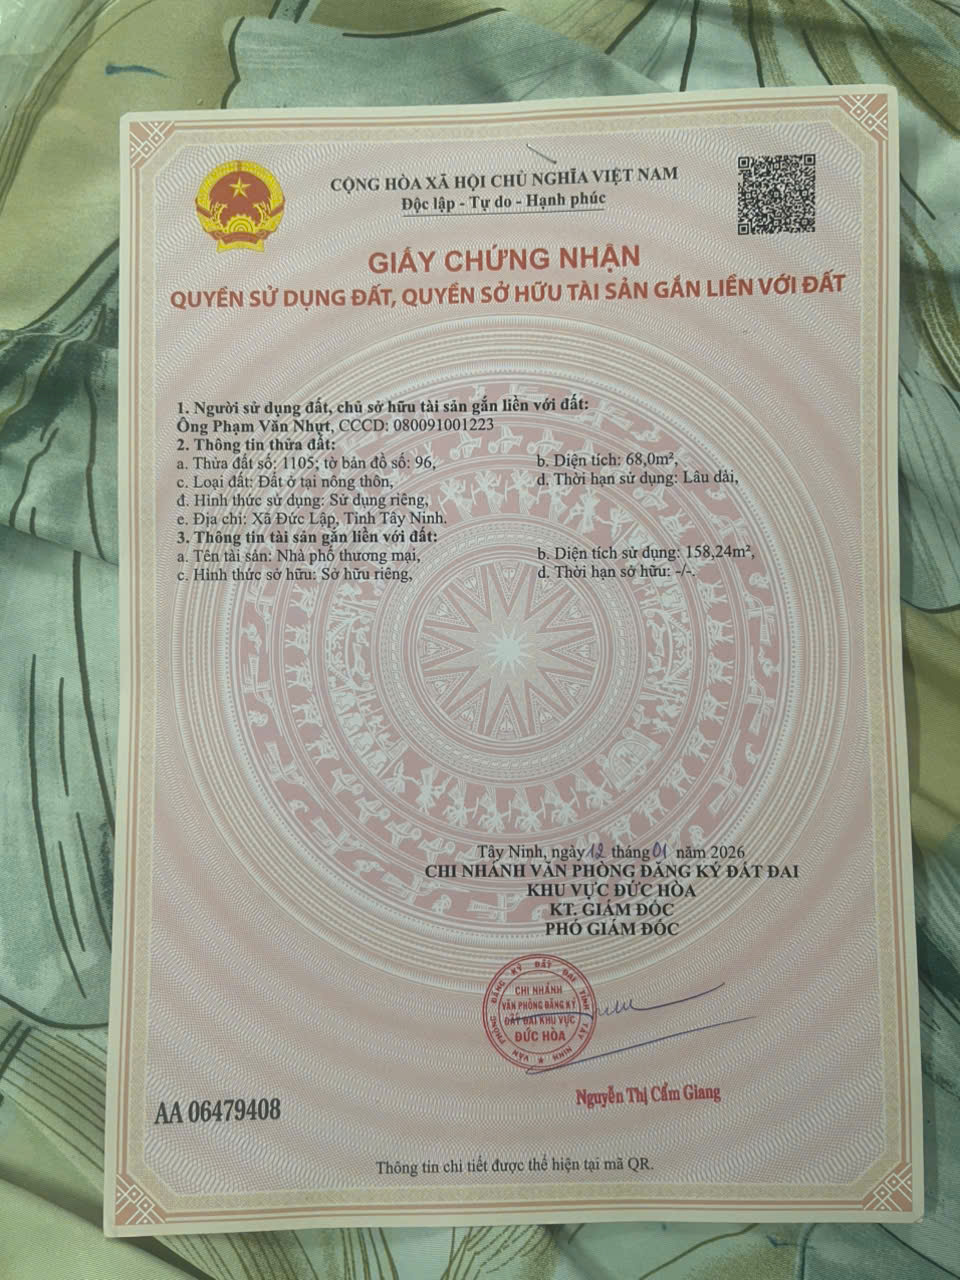 CỘNG HÒA XÃ HỘI CHỦ NGHĨA VIỆT NAM
Độc lập - Tự do - Hạnh phúc
GIẤY CHỨNG NHẬN
QUYỀN SỬ DỤNG ĐẤT, QUYỀN SỞ HỮU TÀI SẢN GẮN LIỀN VỚI ĐẤT
1. Người sử dụng đất, chủ sở hữu tài sản gắn liền với đất:
Ông Phạm Văn Nhựt, CCCD: 080091001223
2. Thông tin thửa đất:
a. Thửa đất số: 1105; tờ bản đồ số: 96, b. Diện tích: 68,0m²,
c. Loại đất: Đất ở tại nông thôn, d. Thời hạn sử dụng: Lâu dài,
đ. Hình thức sử dụng: Sử dụng riêng,
e. Địa chỉ: Xã Đức Lập, Tỉnh Tây Ninh.
3. Thông tin tài sản gắn liền với đất:
a. Tên tài sản: Nhà phố thương mại, b. Diện tích sử dụng: 158,24m²,
c. Hình thức sở hữu: Sở hữu riêng, d. Thời hạn sở hữu: -/-.
Tây Ninh, ngày 12 tháng 01 năm 2026
CHI NHÁNH VĂN PHÒNG ĐĂNG KÝ ĐẤT ĐAI
KHU VỰC ĐỨC HÒA
KT. GIÁM ĐỐC
PHÓ GIÁM ĐỐC
VĂN PHÒNG ĐĂNG KÝ ĐẤT ĐAI TỈNH TÂY NINH
CHI NHÁNH
VĂN PHÒNG ĐĂNG KÝ
ĐẤT ĐAI KHU VỰC
ĐỨC HÒA
Nguyễn Thị Cẩm Giang
AA 06479408
Thông tin chi tiết được thể hiện tại mã QR.